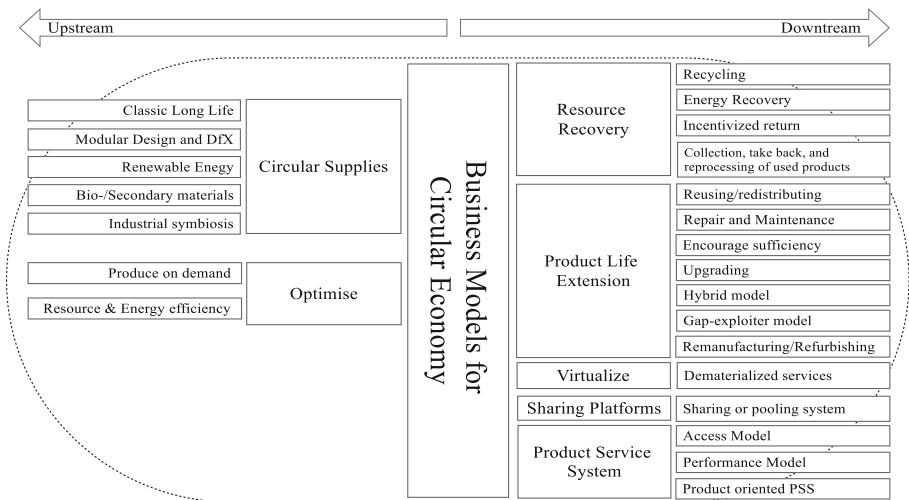 Upstream
Downstream
Classic Long Life
Modular Design and DfX
Renewable Enegy
Bio-/Secondary materials
Industrial symbiosis
Circular Supplies
Produce on demand
Resource & Energy efficiency
Optimise
Business Models for
Circular Economy
Resource
Recovery
Recycling
Energy Recovery
Incentivized return
Collection, take back, and
reprocessing of used products
Product Life
Extension
Reusing/redistributing
Repair and Maintenance
Encourage sufficiency
Upgrading
Hybrid model
Gap-exploiter model
Remanufacturing/Refurbishing
Virtualize
Dematerialized services
Sharing Platforms
Sharing or pooling system
Product Service
System
Access Model
Performance Model
Product oriented PSS